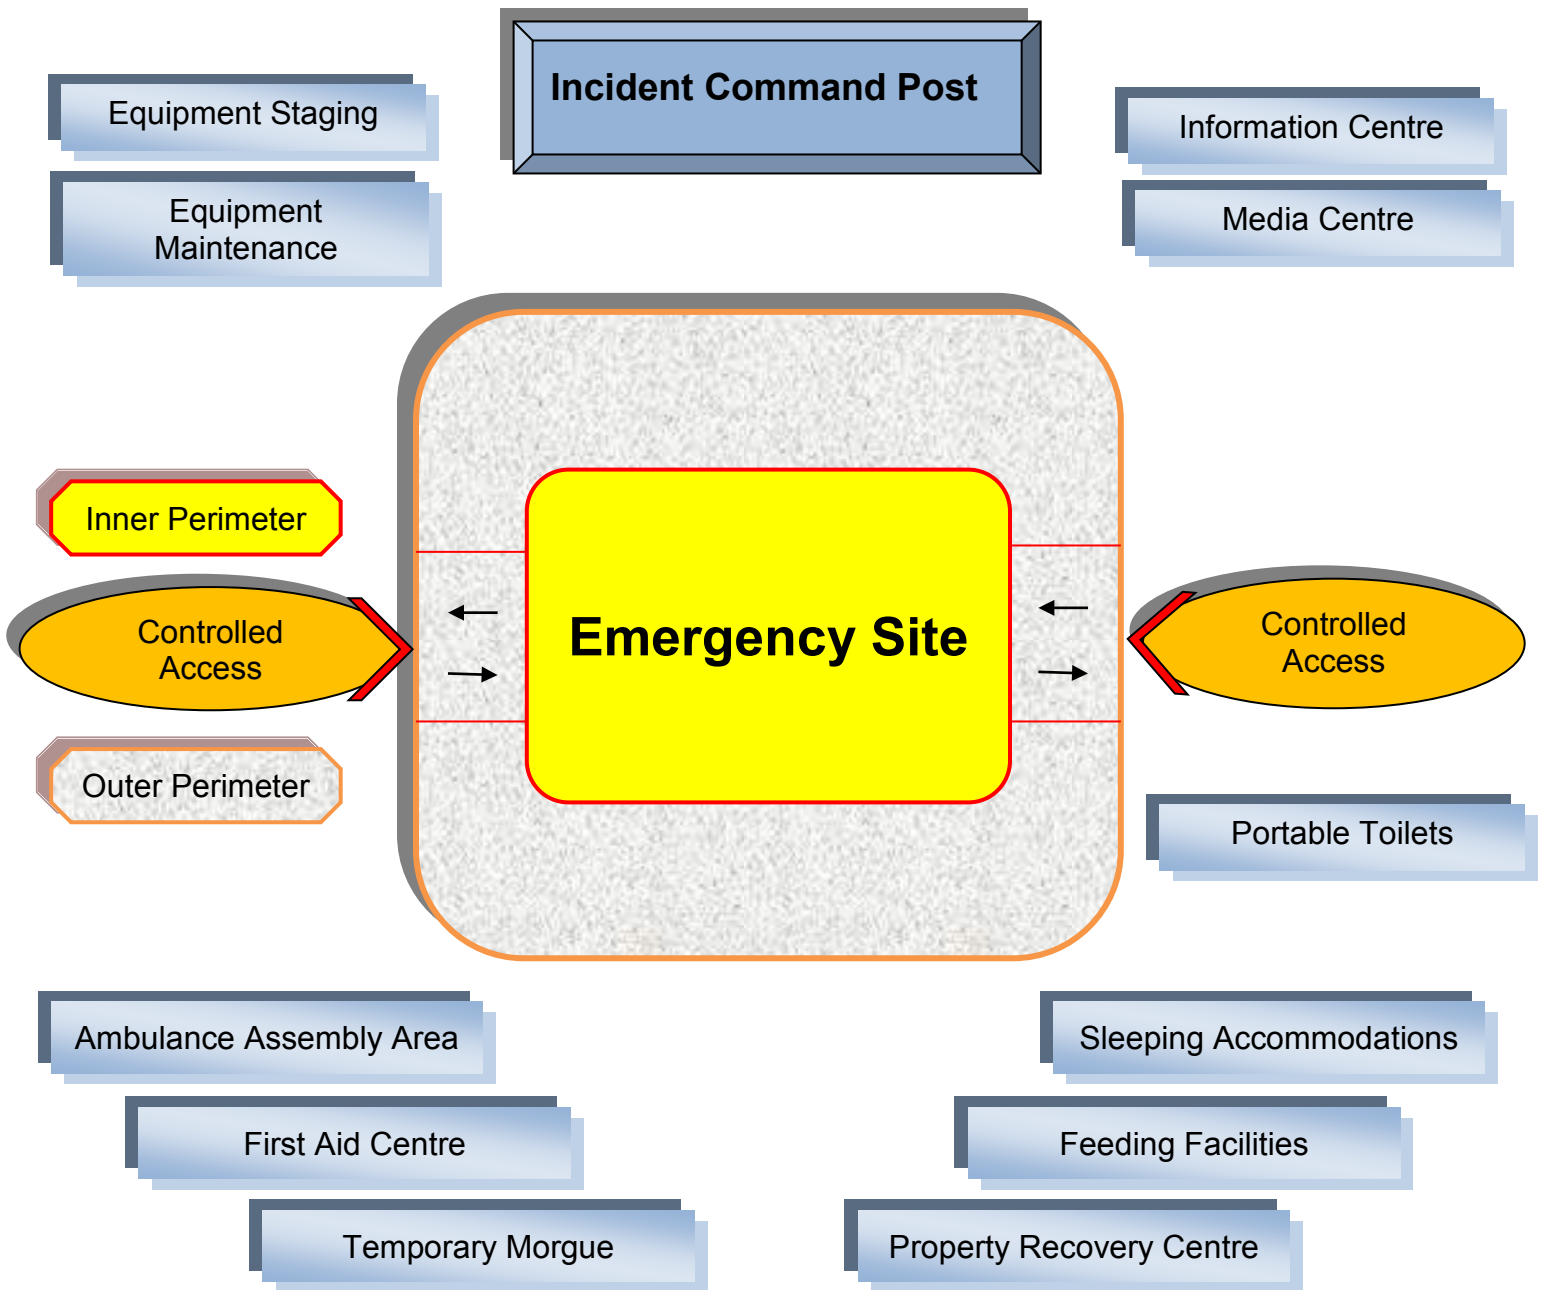 Incident Command Post
Equipment Staging
Information Centre
Equipment
Maintenance
Media Centre
Inner Perimeter
Controlled
Access
Emergency Site
Controlled
Access
Outer Perimeter
Portable Toilets
Ambulance Assembly Area
Sleeping Accommodations
First Aid Centre
Feeding Facilities
Temporary Morgue
Property Recovery Centre